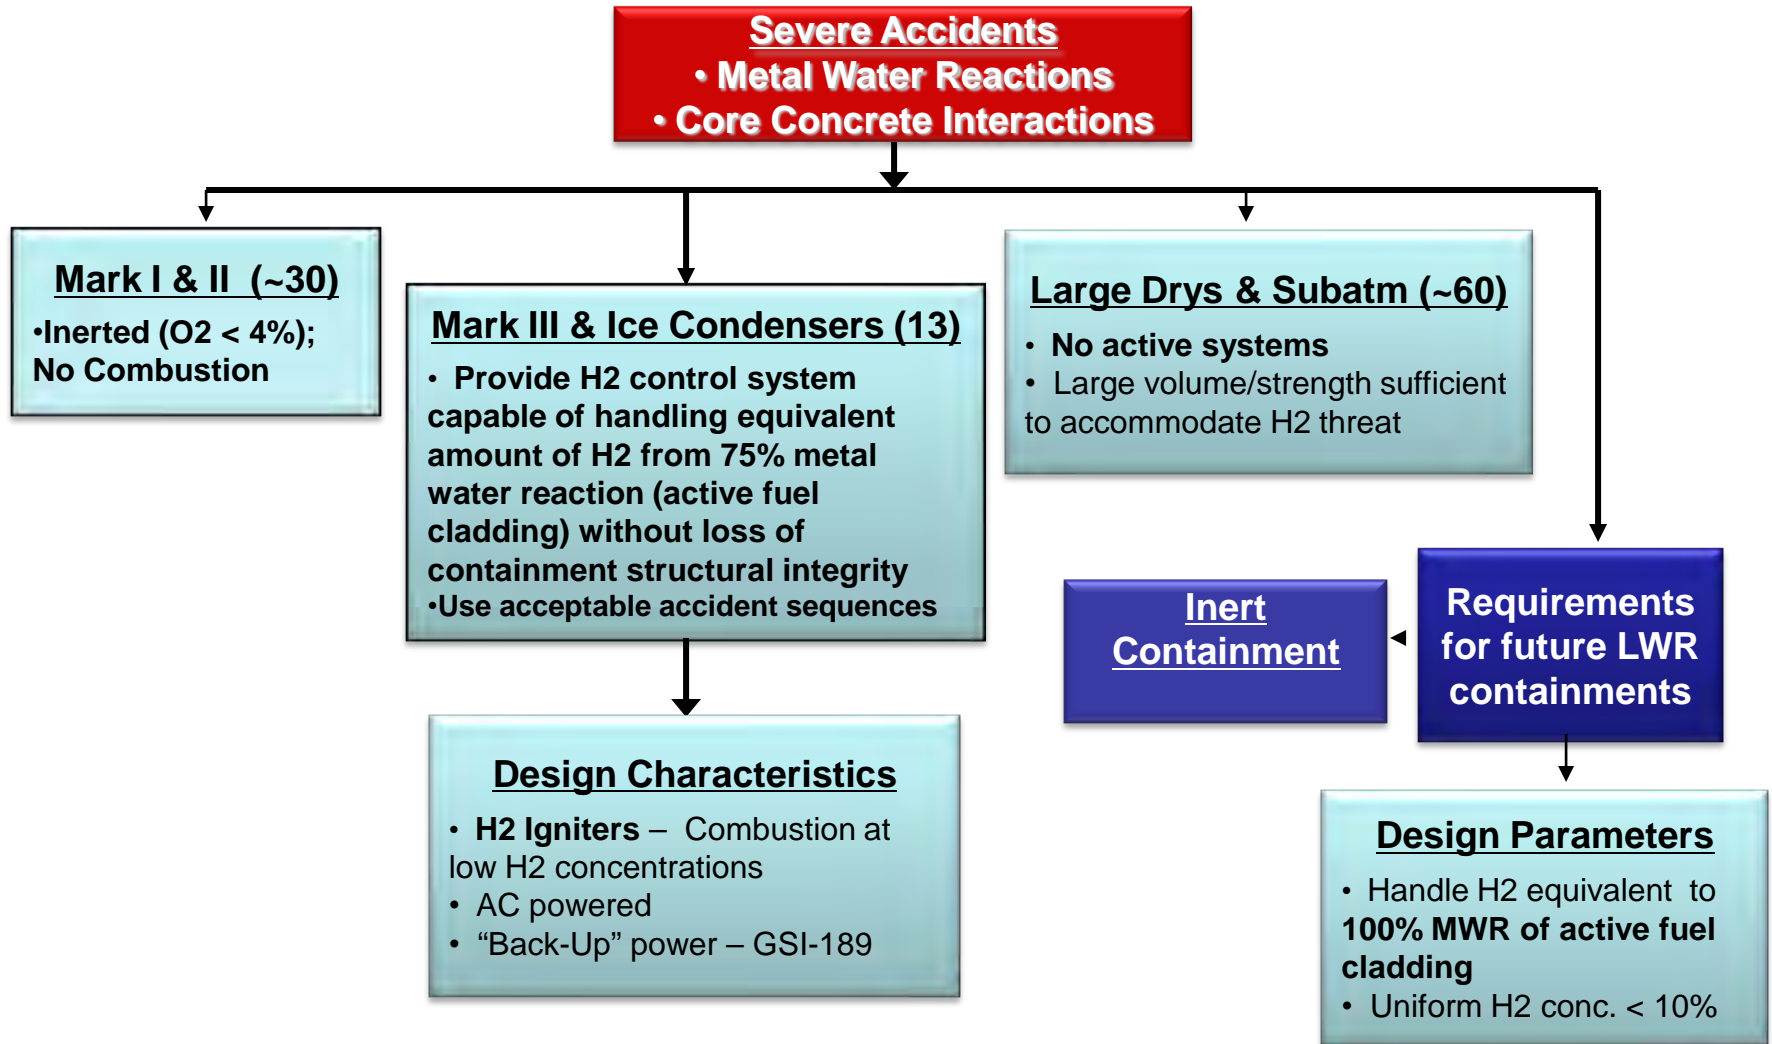 Severe Accidents
• Metal Water Reactions
• Core Concrete Interactions
Mark I & II (~30)
•Inerted (O2 < 4%);
No Combustion
Mark III & Ice Condensers (13)
• Provide H2 control system
capable of handling equivalent
amount of H2 from 75% metal
water reaction (active fuel
cladding) without loss of
containment structural integrity
•Use acceptable accident sequences
Large Drys & Subatm (~60)
• No active systems
• Large volume/strength sufficient
to accommodate H2 threat
Inert
Containment
Requirements
for future LWR
containments
Design Characteristics
• H2 Igniters – Combustion at
low H2 concentrations
• AC powered
• “Back-Up” power – GSI-189
Design Parameters
• Handle H2 equivalent to
100% MWR of active fuel
cladding
• Uniform H2 conc. < 10%